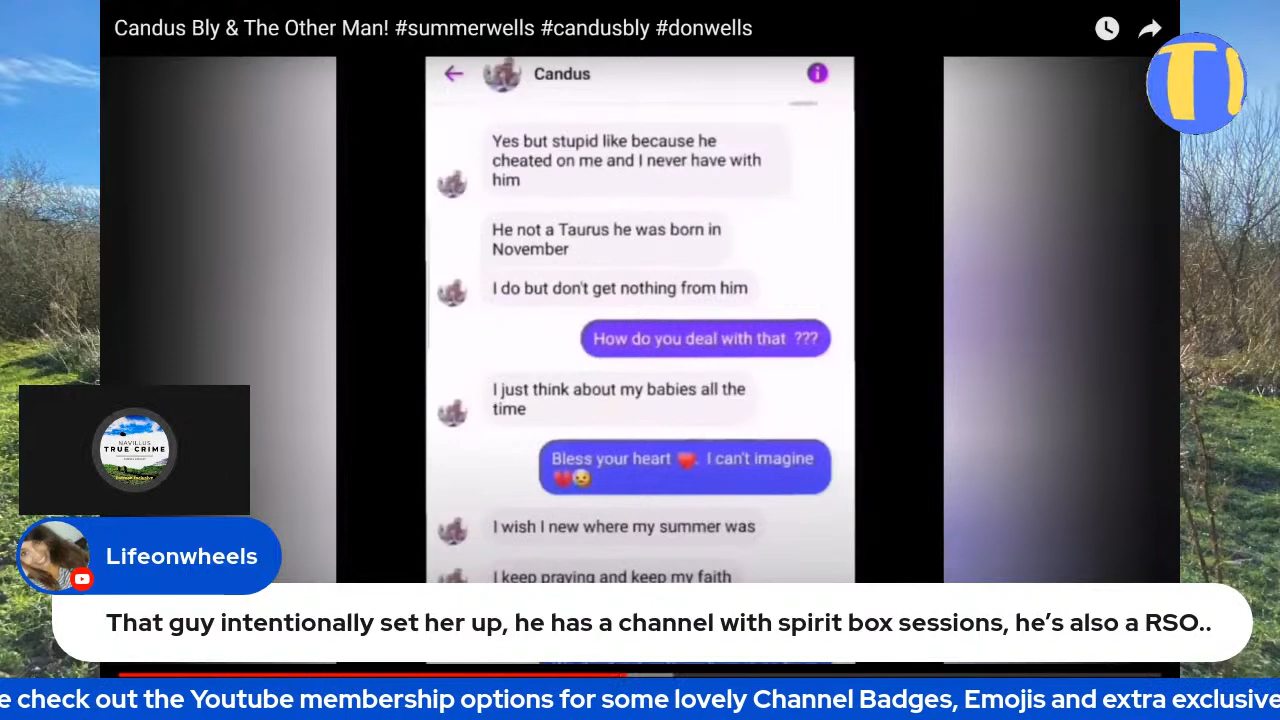 Candus Bly & The Other Man! #summerwells #candusbly #donwells
Candus
Yes but stupid like because he
cheated on me and I never have with
him
He not a Taurus he was born in
November
I do but don't get nothing from him
How do you deal with that ???
I just think about my babies all the
time
Bless your heart ❤️. I can't imagine
💔😢
I wish I new where my summer was
I keep praying and keep my faith
NAVILLUS
TRUE CRIME
Lifeonwheels
That guy intentionally set her up, he has a channel with spirit box sessions, he's also a RSO..
e check out the Youtube membership options for some lovely Channel Badges, Emojis and extra exclusive